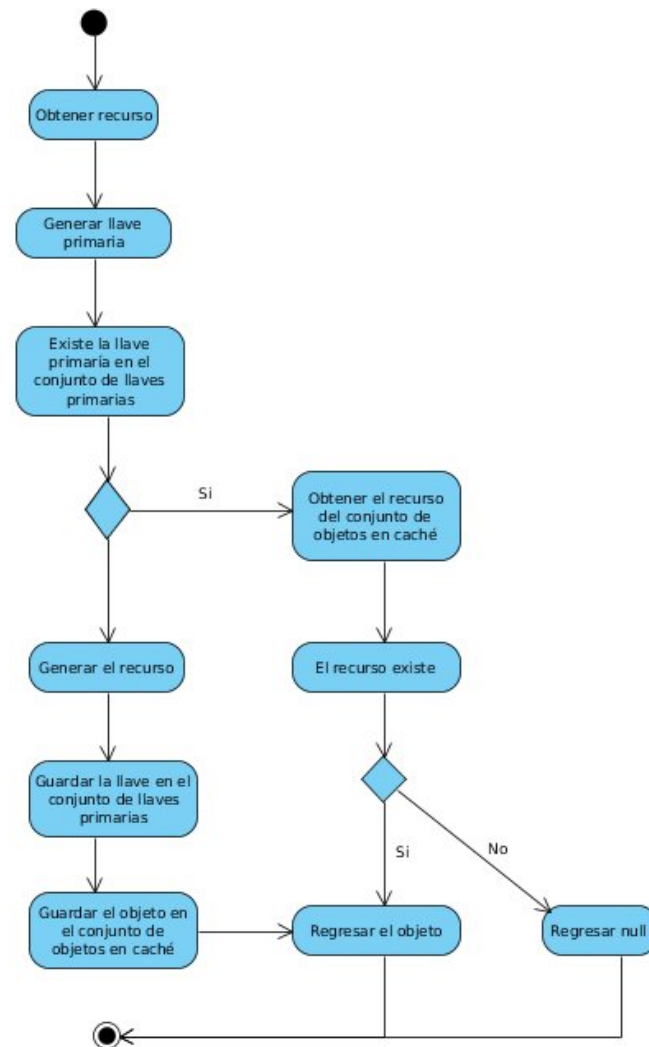 Obtener recurso
Generar llave
primaria
Existe la llave
primaria en el
conjunto de llaves
primarias
Si
Obtener el recurso
del conjunto de
objetos en caché
Generar el recurso
El recurso existe
Guardar la llave en el
conjunto de llaves
primarias
Si
No
Guardar el objeto en
el conjunto de
objetos en caché
Regresar el objeto
Regresar null